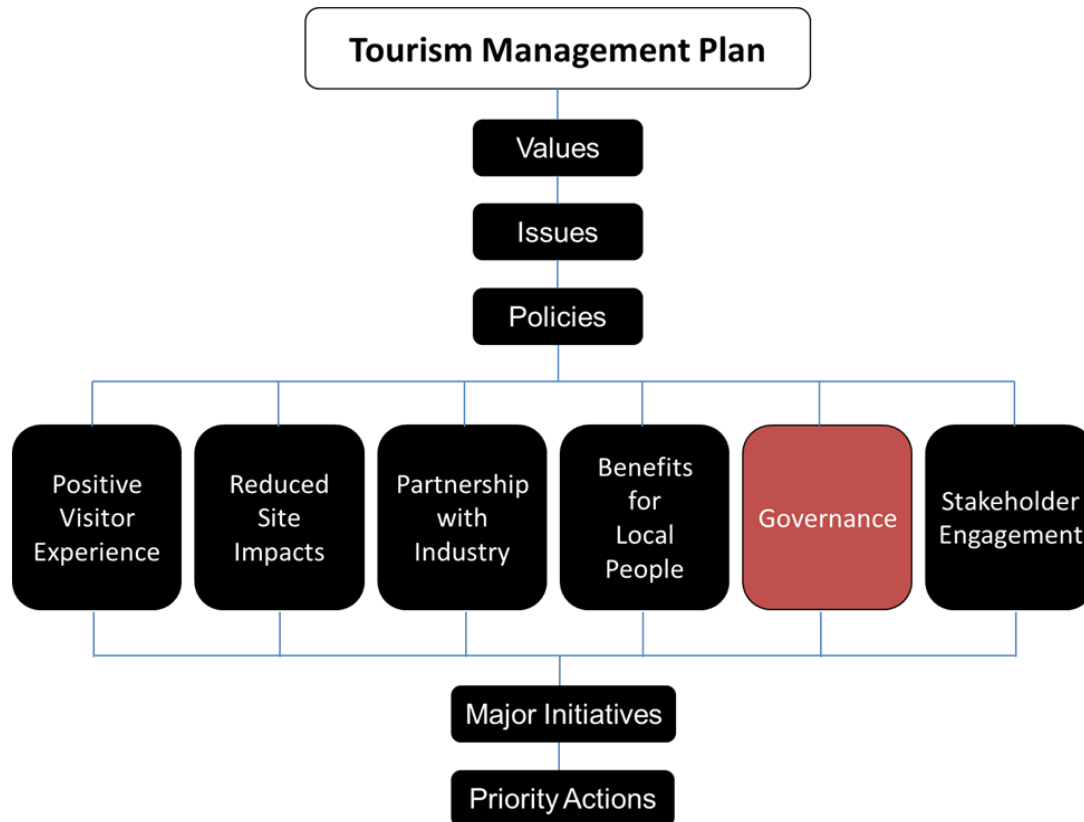 Tourism Management Plan
Values
Issues
Policies
Positive
Visitor
Experience
Reduced
Site
Impacts
Partnership
with
Industry
Benefits
for
Local
People
Governance
Stakeholder
Engagement
Major Initiatives
Priority Actions